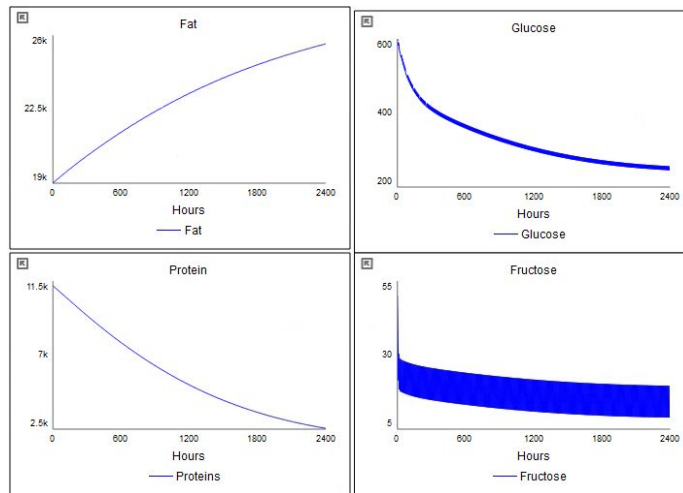 Fat
26k
22.5k
19k
0 600 1200 1800 2400
Hours
Fat
Glucose
600
400
200
0 600 1200 1800 2400
Hours
Glucose
Protein
11.5k
7k
2.5k
0 600 1200 1800 2400
Hours
Proteins
Fructose
55
30
5
0 600 1200 1800 2400
Hours
Fructose